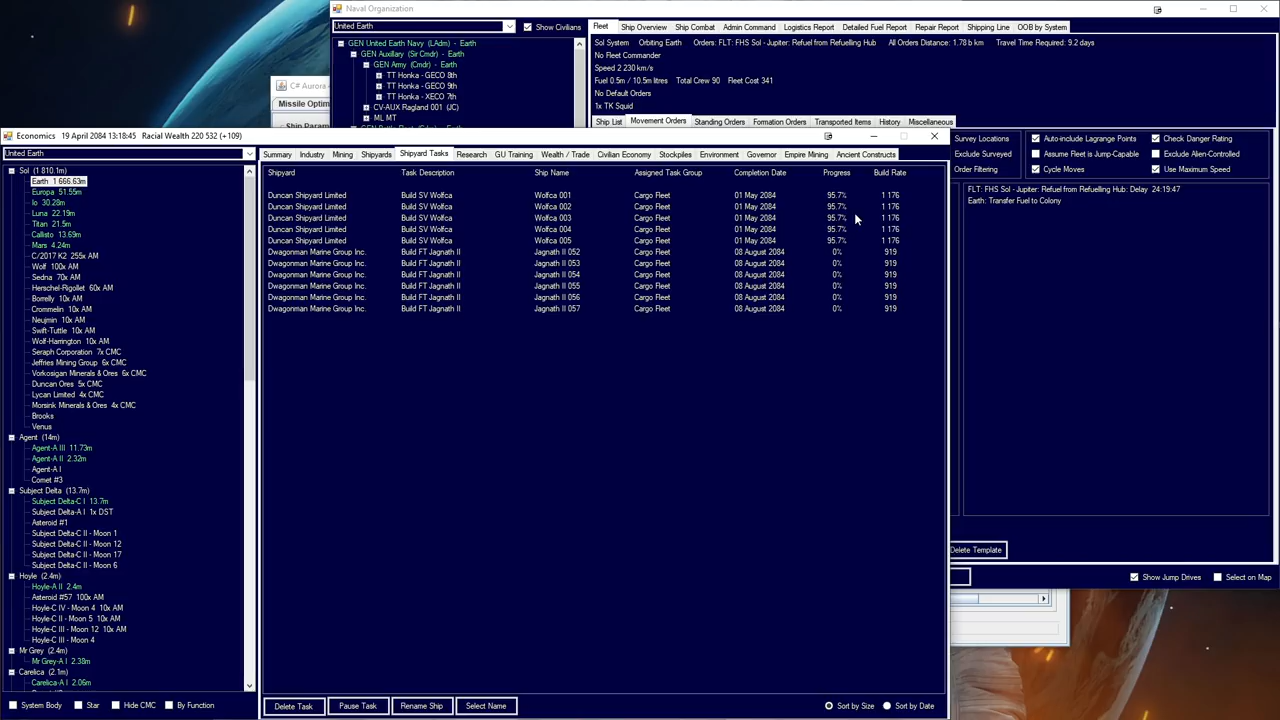 Naval Organization
United Earth
Show Civilians
GEN United Earth Navy (LAdm) - Earth
GEN Auxillary (Sir Cmdr) - Earth
GEN Army (Cmdr) - Earth
TT Honka - GECO 8th
TT Honka - GECO 9th
TT Honka - XECO 7th
CV-AUX Ragland 001 (JC)
ML MT
C# Aurora
Missile Optim
Fleet
Ship Overview
Ship Combat
Admin Command
Logistics Report
Detailed Fuel Report
Repair Report
Shipping Line
OOB by System
Sol System Orbiting Earth Orders: FLT: FHS Sol - Jupiter: Refuel from Refuelling Hub All Orders Distance: 1.78 b km Travel Time Required: 9.2 days
No Fleet Commander
Speed 2 230 km/s
Fuel 0.5m / 10.5m litres Total Crew 90 Fleet Cost 341
No Default Orders
1x TK Squid
Ship List
Movement Orders
Standing Orders
Formation Orders
Transported Items
History
Miscellaneous
Survey Locations
Auto-include Lagrange Points
Check Danger Rating
Exclude Surveyed
Assume Fleet is Jump-Capable
Exclude Alien-Controlled
Order Filtering
Cycle Moves
Use Maximum Speed
FLT: FHS Sol - Jupiter: Refuel from Refuelling Hub: Delay 24:19:47
Earth: Transfer Fuel to Colony
Delete Template
Show Jump Drives
Select on Map
Economics 19 April 2084 13:18:45 Racial Wealth 220 532 (+109)
United Earth
Sol (1 810.1m)
Earth 1 666.63m
Europa 51.55m
Io 30.28m
Luna 22.19m
Titan 21.5m
Callisto 13.69m
Mars 4.24m
C/2017 K2 255x AM
Wolf 100x AM
Sedna 70x AM
Herschel-Rigollet 60x AM
Borrelly 10x AM
Crommelin 10x AM
Neujmin 10x AM
Swift-Tuttle 10x AM
Wolf-Harrington 10x AM
Seraph Corporation 7x CMC
Jeffries Mining Group 6x CMC
Vorkosigan Minerals & Ores 6x CMC
Duncan Ores 5x CMC
Lycan Limited 4x CMC
Morsink Minerals & Ores 4x CMC
Brooks
Venus
Agent (14m)
Agent-A III 11.73m
Agent-A II 2.32m
Agent-A I
Comet #3
Subject Delta (13.7m)
Subject Delta-C I 13.7m
Subject Delta-A I 1x DST
Asteroid #1
Subject Delta-C II - Moon 1
Subject Delta-C II - Moon 12
Subject Delta-C II - Moon 17
Subject Delta-C II - Moon 6
Hoyle (2.4m)
Hoyle-A II 2.4m
Asteroid #57 100x AM
Hoyle-C IV - Moon 4 10x AM
Hoyle-C II - Moon 5 10x AM
Hoyle-C III - Moon 12 10x AM
Hoyle-C III - Moon 4
Mr Grey (2.4m)
Mr Grey-A I 2.38m
Carelica (2.1m)
Carelica-A I 2.06m
System Body
Star
Hide CMC
By Function
Summary
Industry
Mining
Shipyards
Shipyard Tasks
Research
GU Training
Wealth / Trade
Civilian Economy
Stockpiles
Environment
Governor
Empire Mining
Ancient Constructs
Shipyard Task Description Ship Name Assigned Task Group Completion Date Progress Build Rate
Duncan Shipyard Limited Build SV Wolfca Wolfca 001 Cargo Fleet 01 May 2084 95.7% 1 176
Duncan Shipyard Limited Build SV Wolfca Wolfca 002 Cargo Fleet 01 May 2084 95.7% 1 176
Duncan Shipyard Limited Build SV Wolfca Wolfca 003 Cargo Fleet 01 May 2084 95.7% 1 176
Duncan Shipyard Limited Build SV Wolfca Wolfca 004 Cargo Fleet 01 May 2084 95.7% 1 176
Duncan Shipyard Limited Build SV Wolfca Wolfca 005 Cargo Fleet 01 May 2084 95.7% 1 176
Dwagonman Marine Group Inc. Build FT Jagnath II Jagnath II 052 Cargo Fleet 08 August 2084 0% 919
Dwagonman Marine Group Inc. Build FT Jagnath II Jagnath II 053 Cargo Fleet 08 August 2084 0% 919
Dwagonman Marine Group Inc. Build FT Jagnath II Jagnath II 054 Cargo Fleet 08 August 2084 0% 919
Dwagonman Marine Group Inc. Build FT Jagnath II Jagnath II 055 Cargo Fleet 08 August 2084 0% 919
Dwagonman Marine Group Inc. Build FT Jagnath II Jagnath II 056 Cargo Fleet 08 August 2084 0% 919
Dwagonman Marine Group Inc. Build FT Jagnath II Jagnath II 057 Cargo Fleet 08 August 2084 0% 919
Delete Task
Pause Task
Rename Ship
Select Name
Sort by Size
Sort by Date